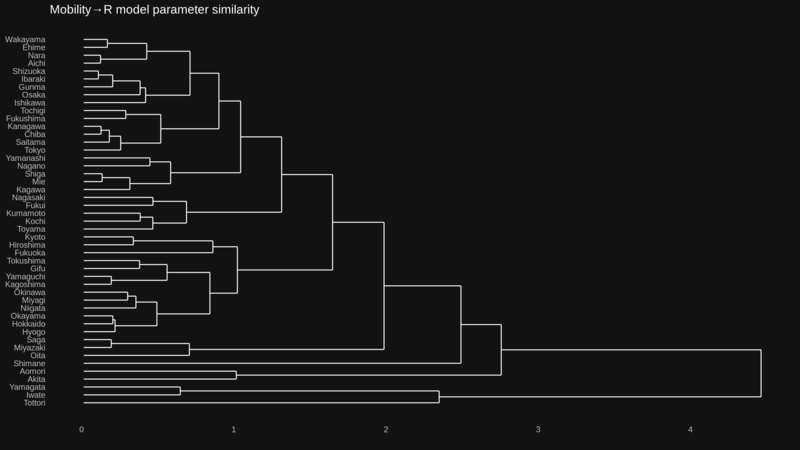 Mobility→R model parameter similarity
Wakayama
Ehime
Nara
Aichi
Shizuoka
Ibaraki
Gunma
Osaka
Ishikawa
Tochigi
Fukushima
Kanagawa
Chiba
Saitama
Tokyo
Yamanashi
Nagano
Shiga
Mie
Kagawa
Nagasaki
Fukui
Kumamoto
Kochi
Toyama
Kyoto
Hiroshima
Fukuoka
Tokushima
Gifu
Yamaguchi
Kagoshima
Okinawa
Miyagi
Niigata
Okayama
Hokkaido
Hyogo
Saga
Miyazaki
Oita
Shimane
Aomori
Akita
Yamagata
Iwate
Tottori
0 1 2 3 4